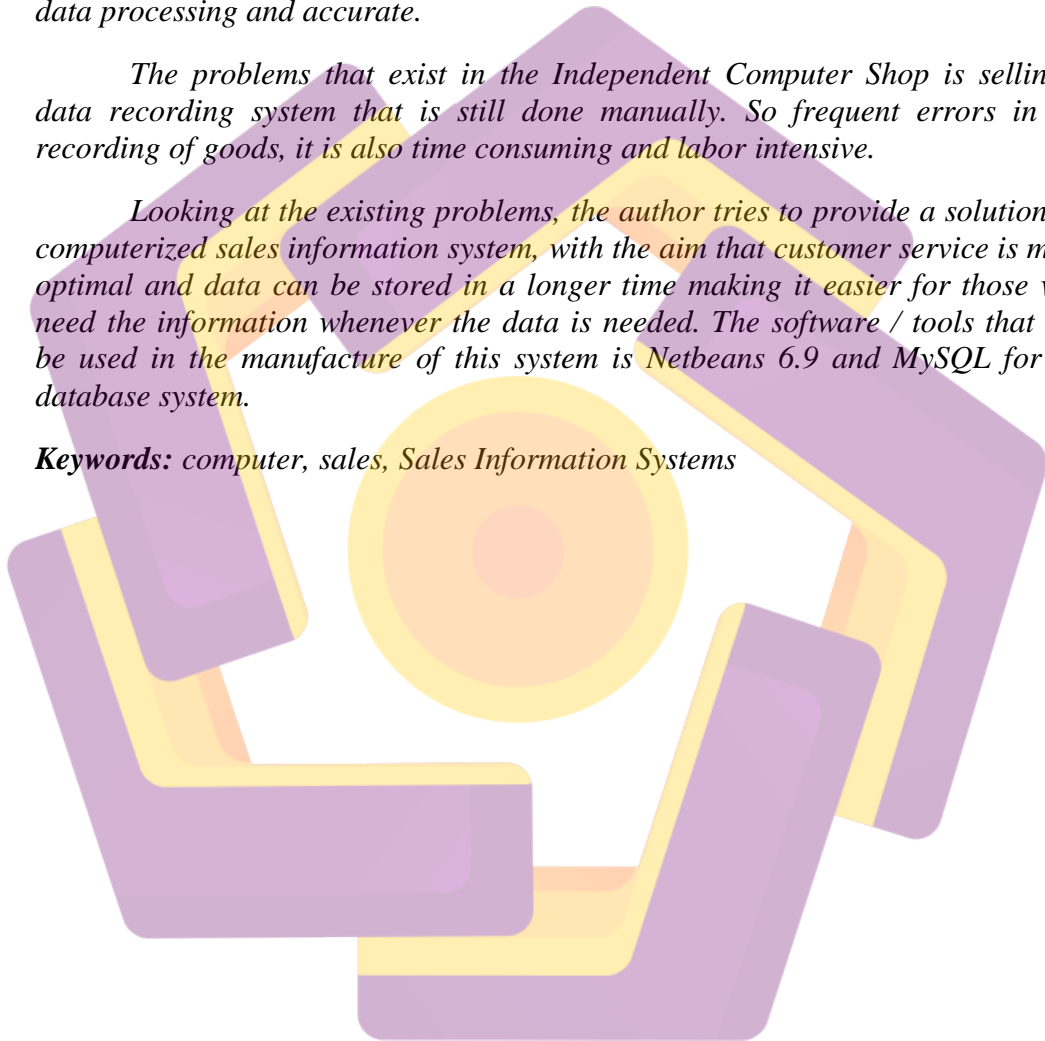 data processing and accurate.
The problems that exist in the Independent Computer Shop is sellin
data recording system that is still done manually. So frequent errors in
recording of goods, it is also time consuming and labor intensive.
Looking at the existing problems, the author tries to provide a solution
computerized sales information system, with the aim that customer service is m
optimal and data can be stored in a longer time making it easier for those
need the information whenever the data is needed. The software / tools that
be used in the manufacture of this system is Netbeans 6.9 and MySQL for
database system.
Keywords: computer, sales, Sales Information Systems